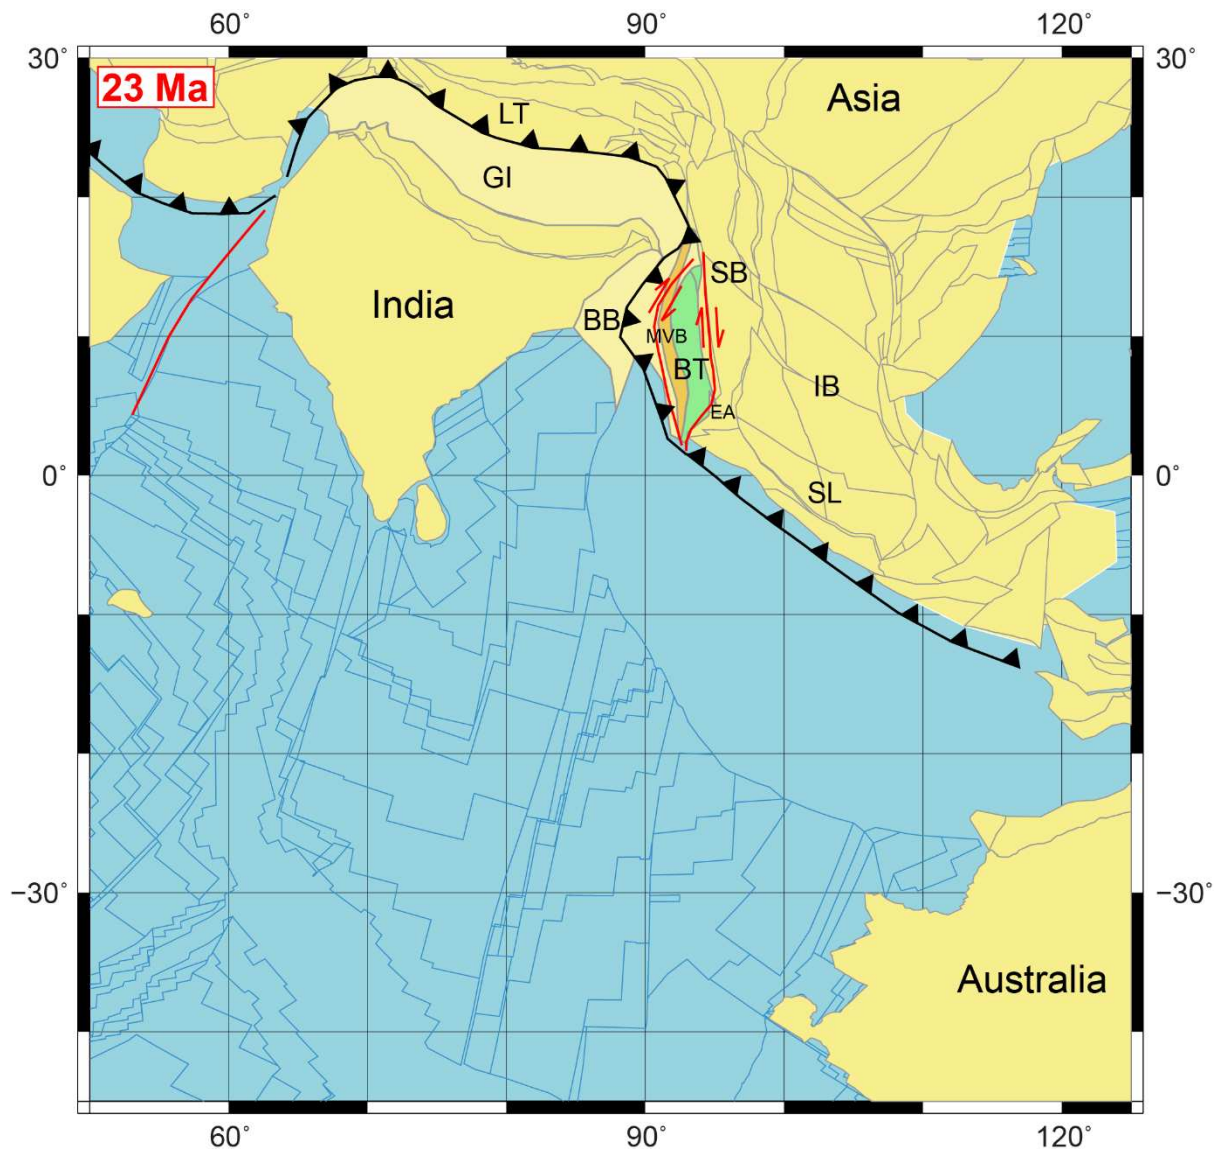 60° 90° 120°
30° 30°
23 Ma
Asia
LT
GI
SB
India
BB
MVB
BT
IB
EA
0° 0°
SL
−30° −30°
Australia
60° 90° 120°